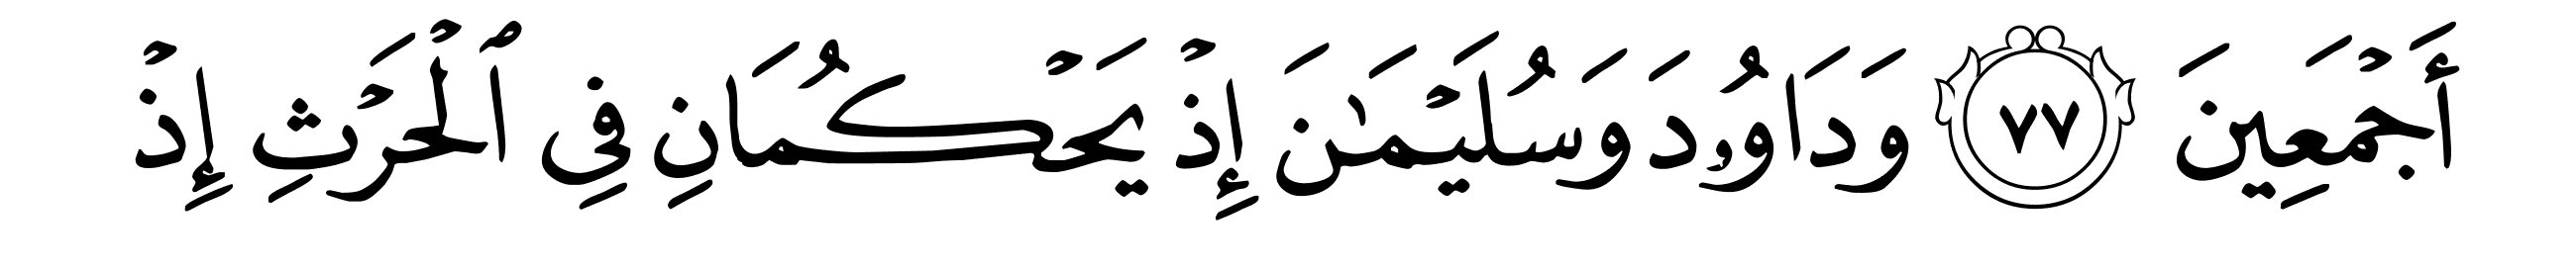 أَجْمَعِينَ ٧٧ وَدَاوُۥدَ وَسُلَيْمَـٰنَ إِذْ يَحْكُمَانِ فِى ٱلْحَرْثِ إِذْ